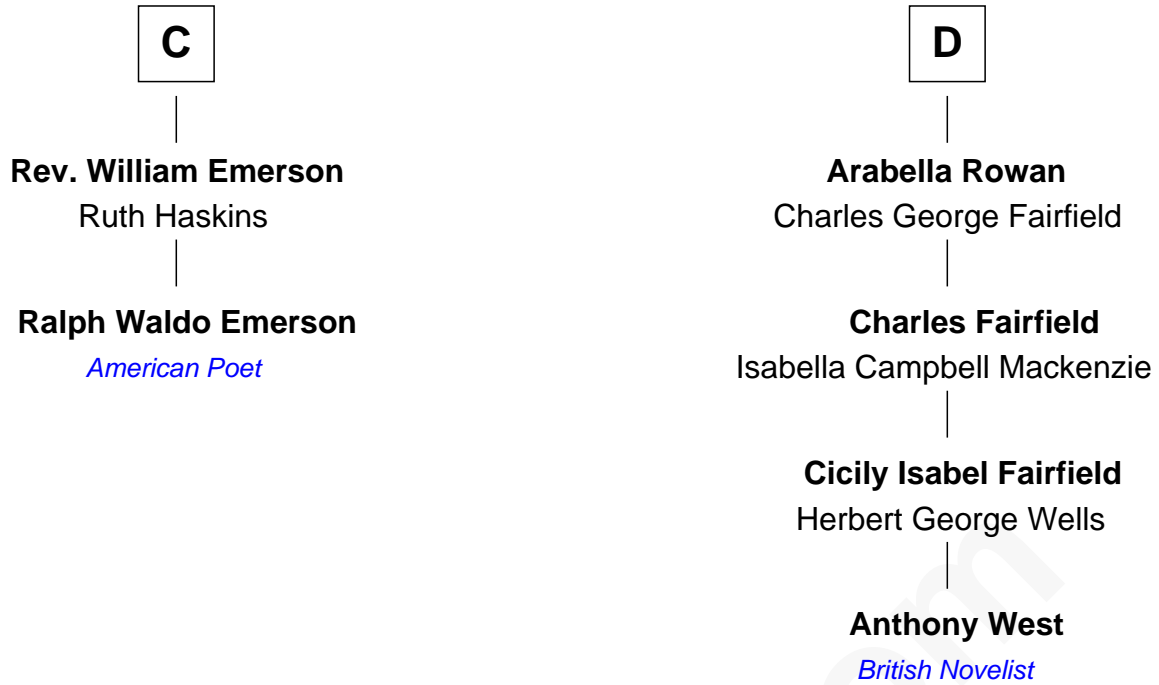 C
Rev. William Emerson
Ruth Haskins
Ralph Waldo Emerson
American Poet
D
Arabella Rowan
Charles George Fairfield
Charles Fairfield
Isabella Campbell Mackenzie
Cicily Isabel Fairfield
Herbert George Wells
Anthony West
British Novelist